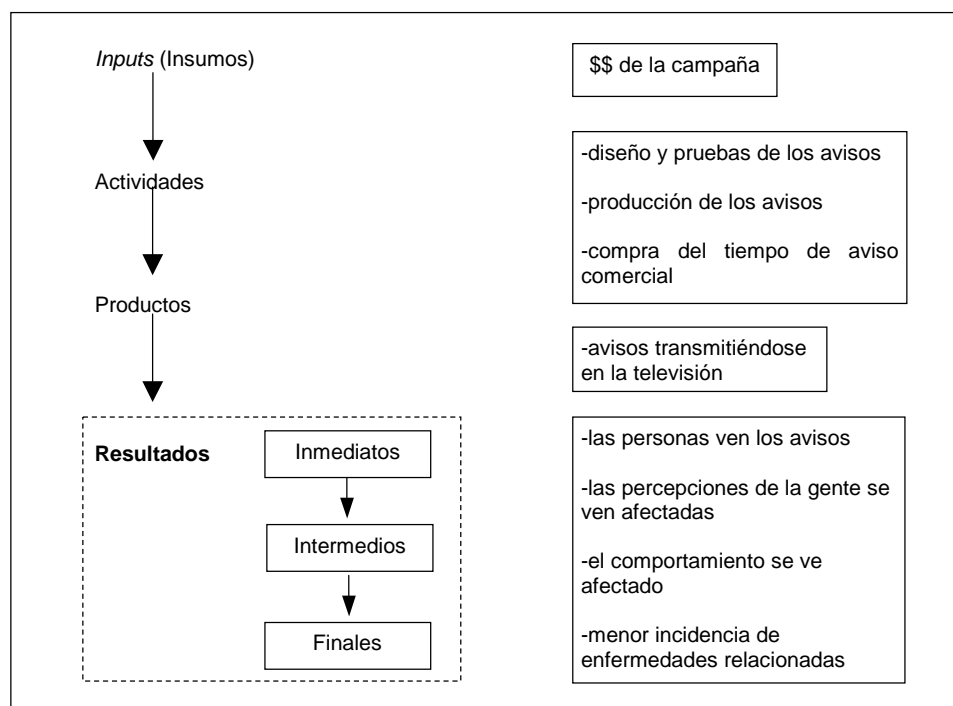 Inputs (Insumos)
$$ de la campaña
Actividades
-diseño y pruebas de los avisos
-producción de los avisos
-compra del tiempo de aviso
comercial
Productos
-avisos transmitiéndose
en la televisión
Resultados
Inmediatos
Intermedios
Finales
-las personas ven los avisos
-las percepciones de la gente se
ven afectadas
-el comportamiento se ve
afectado
-menor incidencia de
enfermedades relacionadas